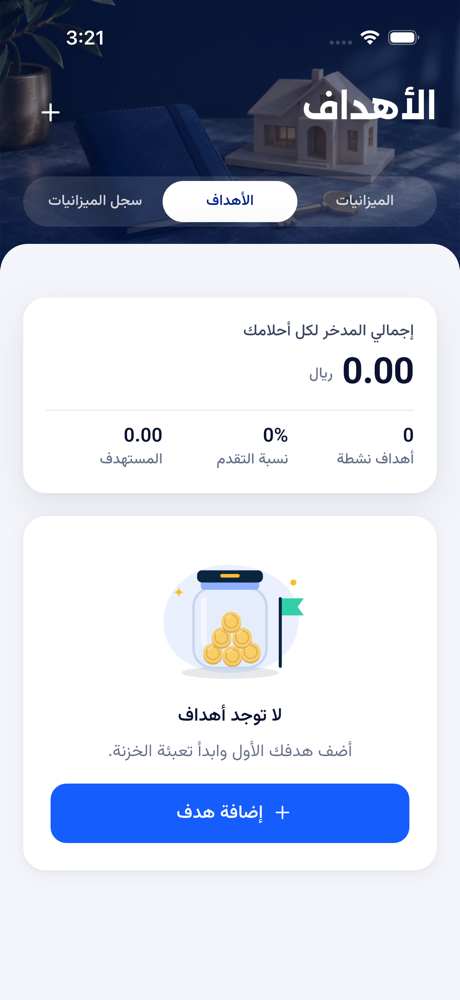 3:21
الأهداف
الميزانيات
الأهداف
سجل الميزانيات
إجمالي المدخر لكل أحلامك
0.00 ريال
0
أهداف نشطة
0%
نسبة التقدم
0.00
المستهدف
لا توجد أهداف
أضف هدفك الأول وابدأ تعبئة الخزنة.
إضافة هدف